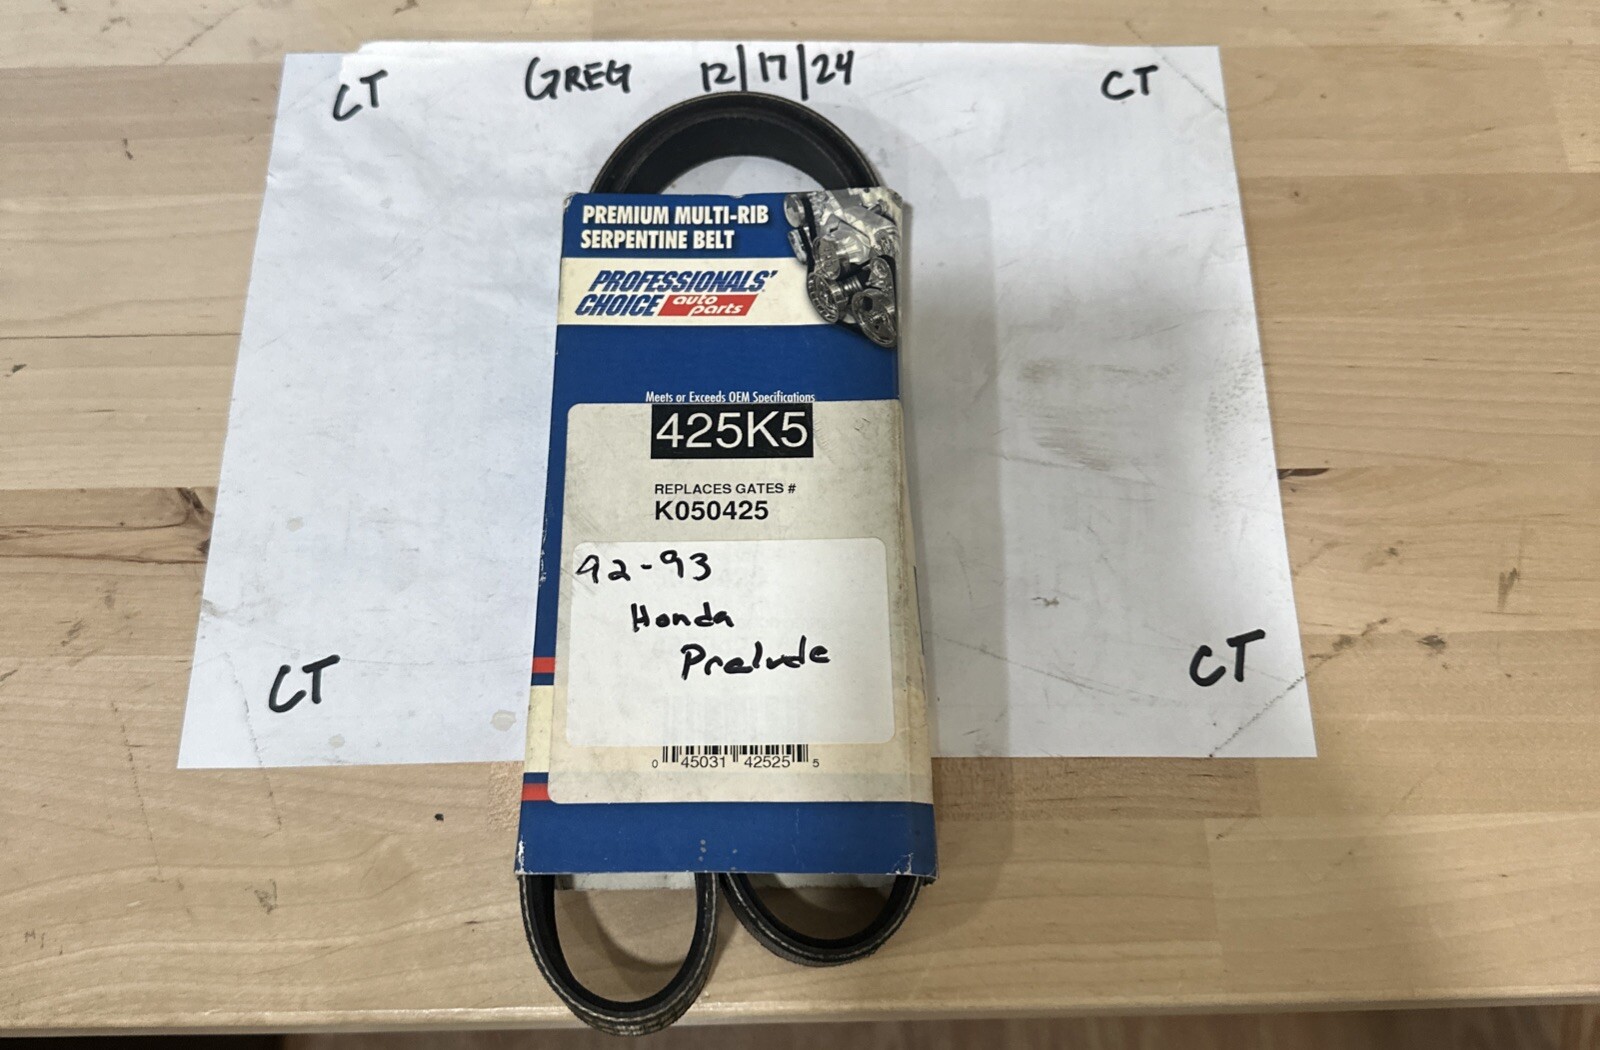 CT GREG 12/17/24 CT
PREMIUM MULTI-RIB
SERPENTINE BELT
PROFESSIONALS'
CHOICE auto parts
Meets or Exceeds OEM Specifications
425K5
REPLACES GATES #
K050425
92-93
Honda
Prelude
CT CT
0 45031 42525 5